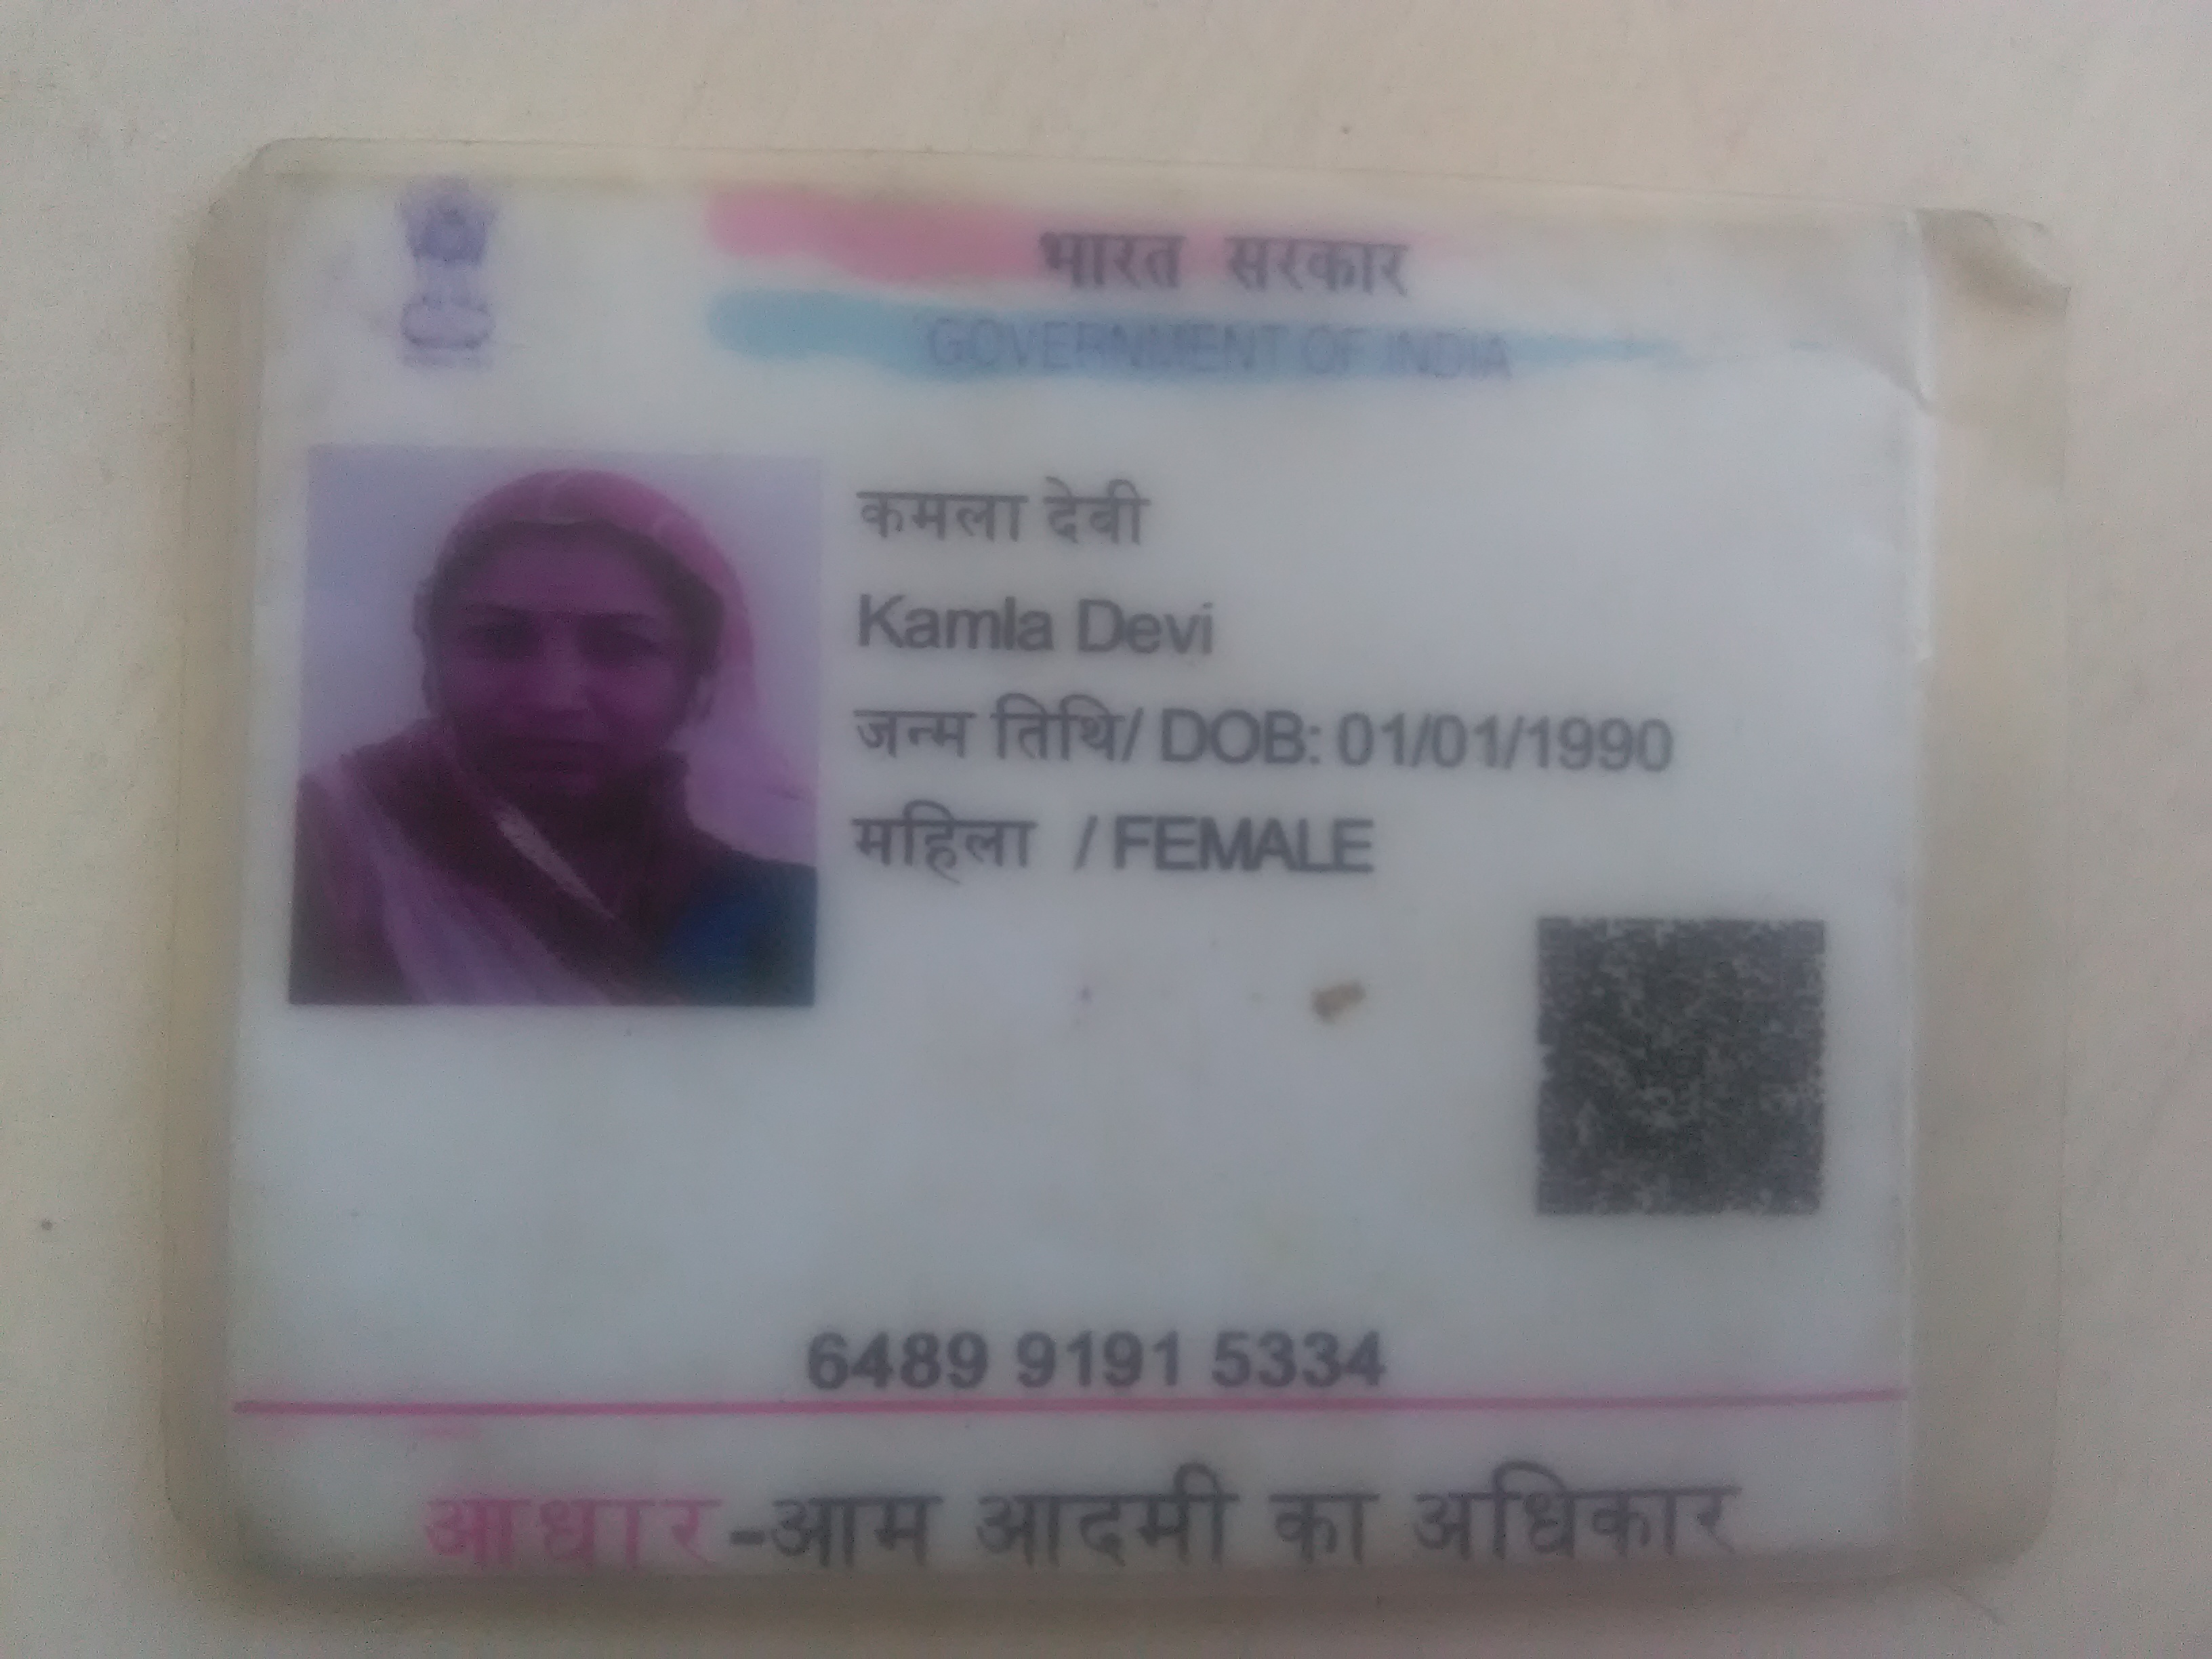 भारत सरकार
GOVERNMENT OF INDIA
कमला देवी
Kamla Devi
जन्म तिथि/ DOB: 01/01/1990
महिला / FEMALE
6489 9191 5334
आधार-आम आदमी का अधिकार